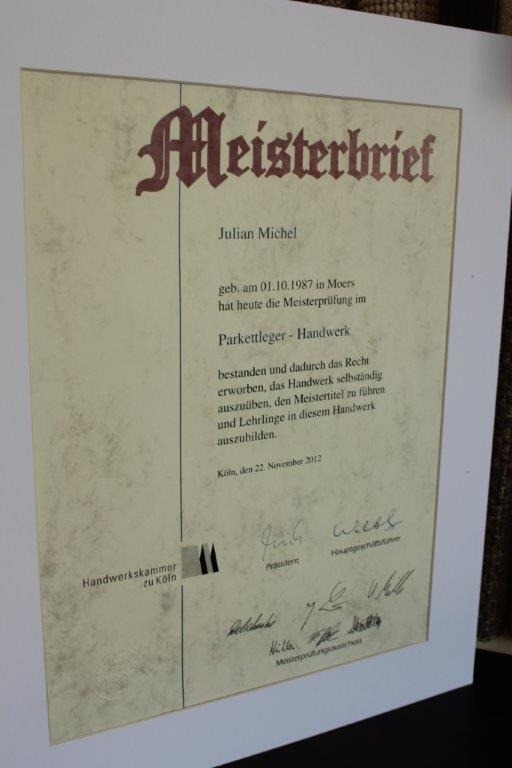 Meisterbrief
Julian Michel
geb. am 01.10.1987 in Moers
hat heute die Meisterprüfung im
Parkettleger - Handwerk
bestanden und dadurch das Recht
erworben, das Handwerk selbständig
auszuüben, den Meistertitel zu führen
und Lehrlinge in diesem Handwerk
auszubilden.
Köln, den 22. November 2012
Präsident
Hauptgeschäftsführer
Handwerkskammer
zu Köln
Müller
Meisterprüfungsausschuss